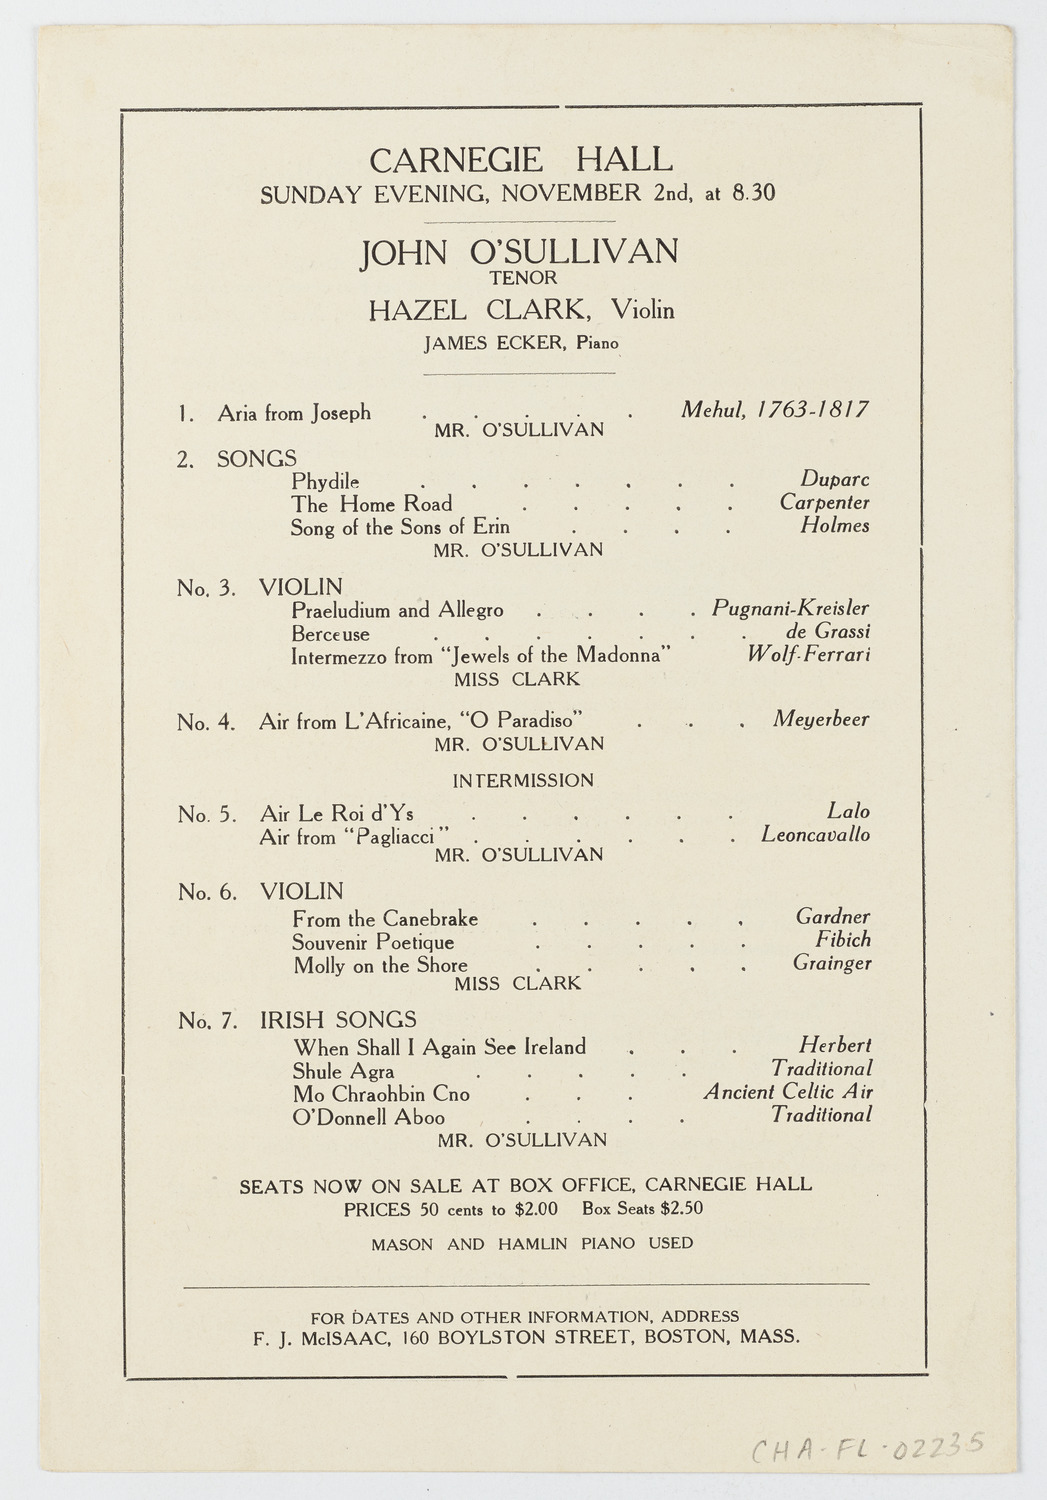 CARNEGIE HALL
SUNDAY EVENING, NOVEMBER 2nd, at 8.30
JOHN O'SULLIVAN
TENOR
HAZEL CLARK, Violin
JAMES ECKER, Piano
1. Aria from Joseph . . . . . Mehul, 1763-1817
MR. O'SULLIVAN
2. SONGS
Phydile . . . . . . . Duparc
The Home Road . . . . . Carpenter
Song of the Sons of Erin . . . . Holmes
MR. O'SULLIVAN
No. 3. VIOLIN
Praeludium and Allegro . . . . Pugnani-Kreisler
Berceuse . . . . . . . de Grassi
Intermezzo from "Jewels of the Madonna" Wolf-Ferrari
MISS CLARK
No. 4. Air from L'Africaine, "O Paradiso" . . . Meyerbeer
MR. O'SULLIVAN
INTERMISSION
No. 5. Air Le Roi d'Ys . . . . . . Lalo
Air from "Pagliacci" . . . . . . Leoncavallo
MR. O'SULLIVAN
No. 6. VIOLIN
From the Canebrake . . . . . Gardner
Souvenir Poetique . . . . . Fibich
Molly on the Shore . . . . . Grainger
MISS CLARK
No. 7. IRISH SONGS
When Shall I Again See Ireland . . . Herbert
Shule Agra . . . . . Traditional
Mo Chraohbin Cno . . . Ancient Celtic Air
O'Donnell Aboo . . . . Traditional
MR. O'SULLIVAN
SEATS NOW ON SALE AT BOX OFFICE, CARNEGIE HALL
PRICES 50 cents to $2.00 Box Seats $2.50
MASON AND HAMLIN PIANO USED
FOR DATES AND OTHER INFORMATION, ADDRESS
F. J. McISAAC, 160 BOYLSTON STREET, BOSTON, MASS.
CHA-FL-02235